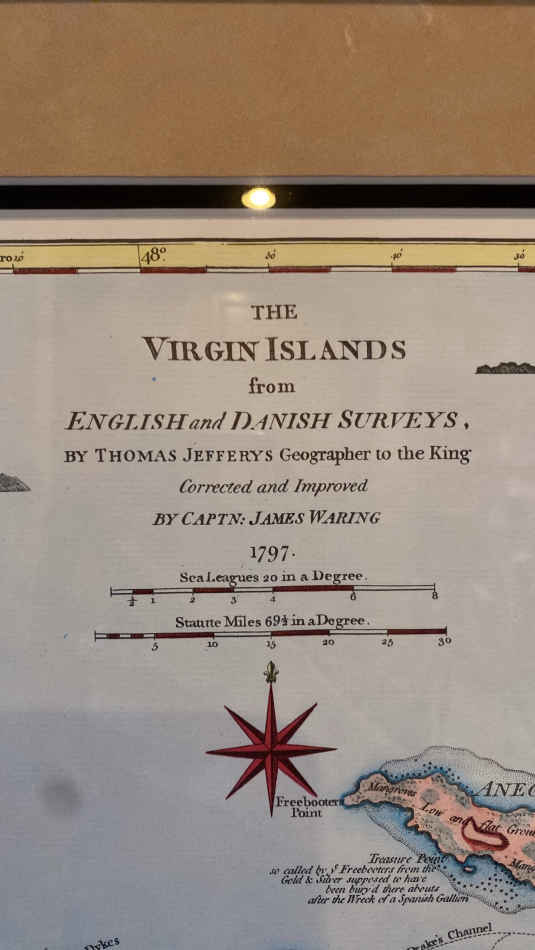 48°
50'
40'
30'
THE
VIRGIN ISLANDS
from
ENGLISH and DANISH SURVEYS,
BY THOMAS JEFFERYS Geographer to the King
Corrected and Improved
BY CAPTN: JAMES WARING
1797.
Sea Leagues 20 in a Degree.
1 2 3 4 6 8
Statute Miles 69½ in a Degree.
5 10 15 20 25 30
ANEG
Mangroves
Low and flat Groun
Freebooters
Point
Mang
Treasure Point
so called by ye Freebooters from the
Gold & Silver supposed to have
been bury'd there abouts
after the Wreck of a Spanish Gallion
Dykes
Drake's Channel